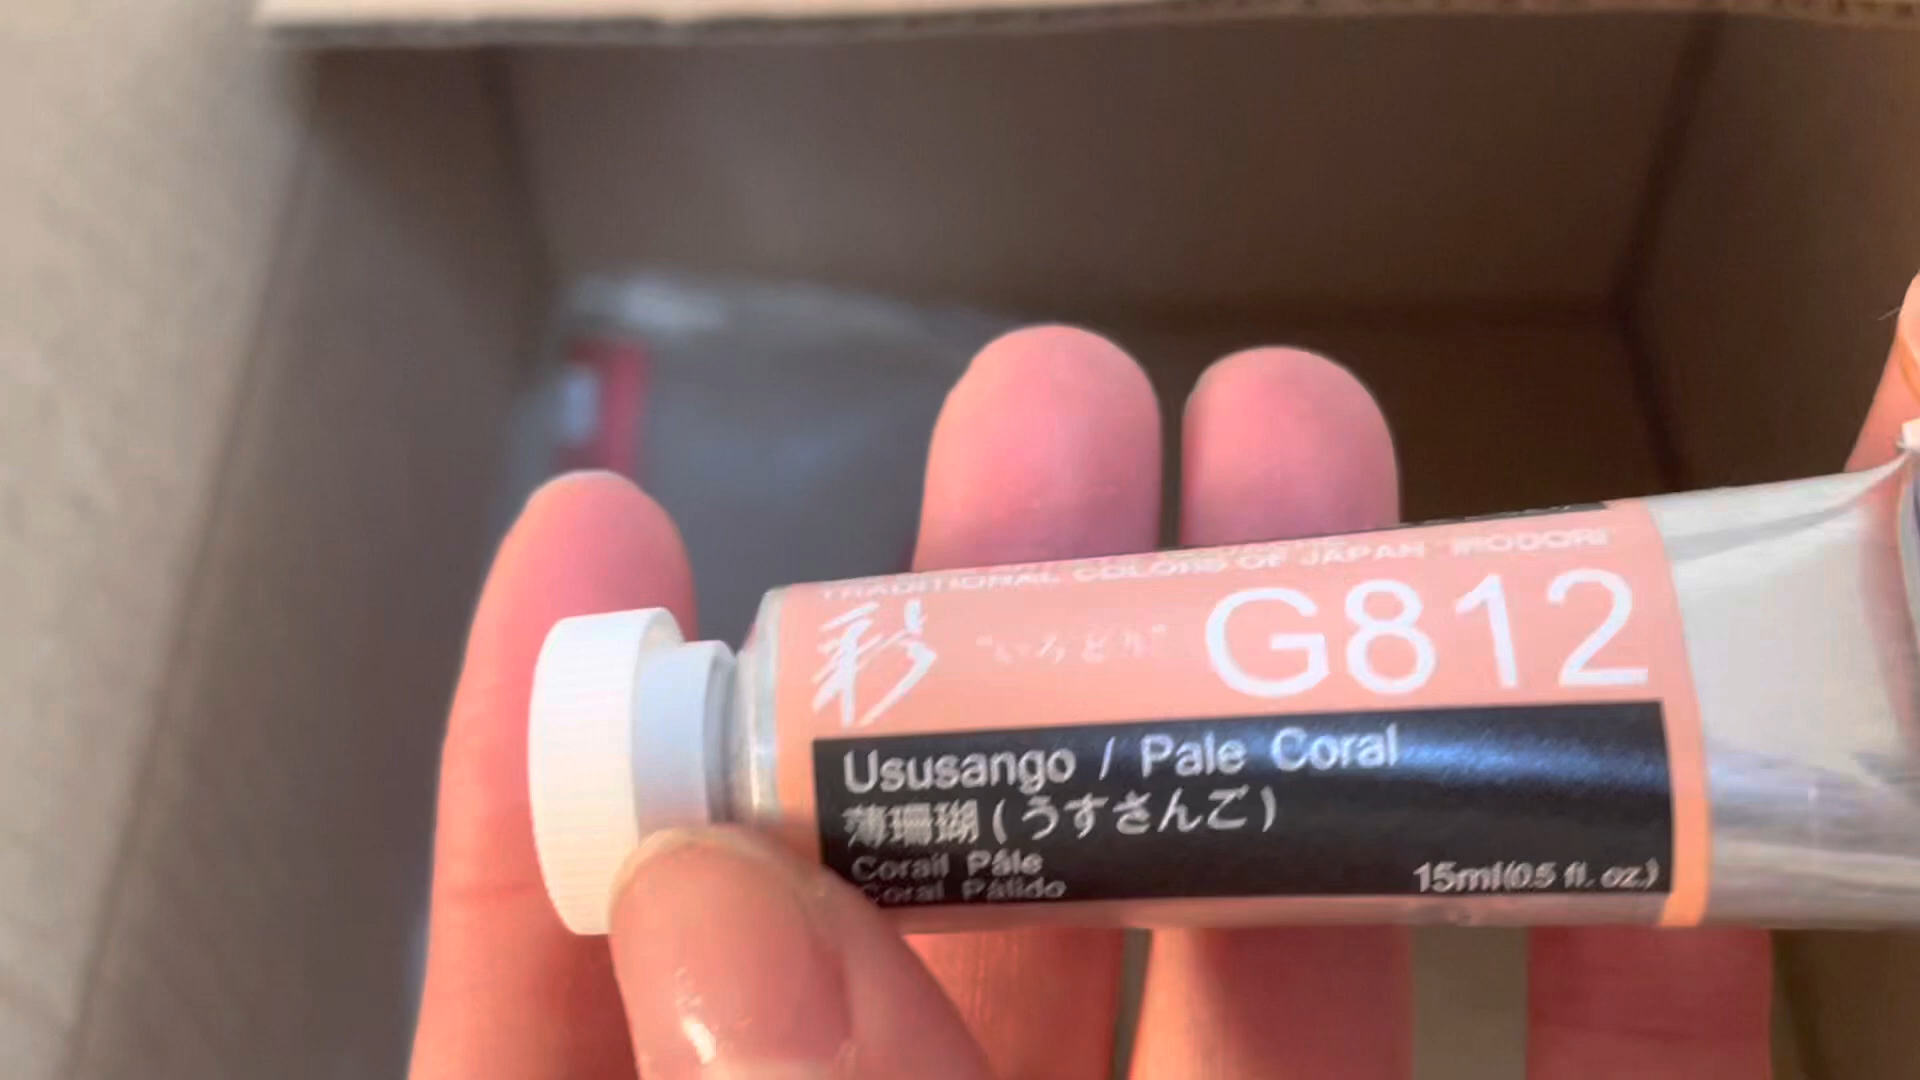 TRADITIONAL COLORS OF JAPAN IRODORI
彩 "いろどり" G812
Ususango / Pale Coral
薄珊瑚(うすさんご)
Corail Pâle
Coral Pálido
15ml(0.5 fl. oz.)